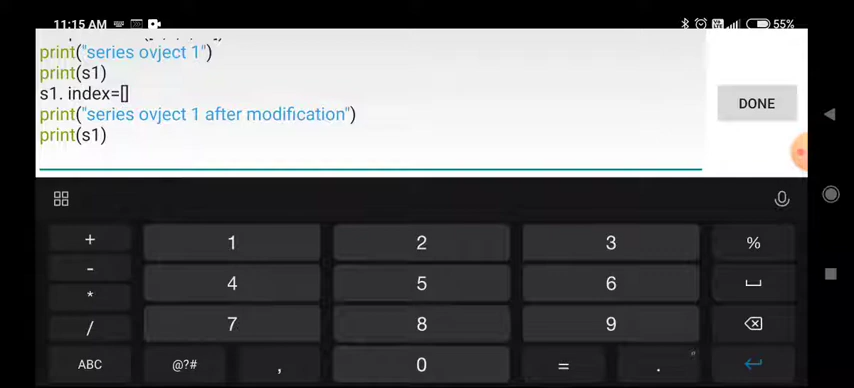 11:15 AM
55%
print("series ovject 1")
print(s1)
s1. index=[]
print("series ovject 1 after modification")
print(s1)
DONE
+ 1 2 3 %
- 4 5 6
*
/ 7 8 9
ABC @?# , 0 = . "